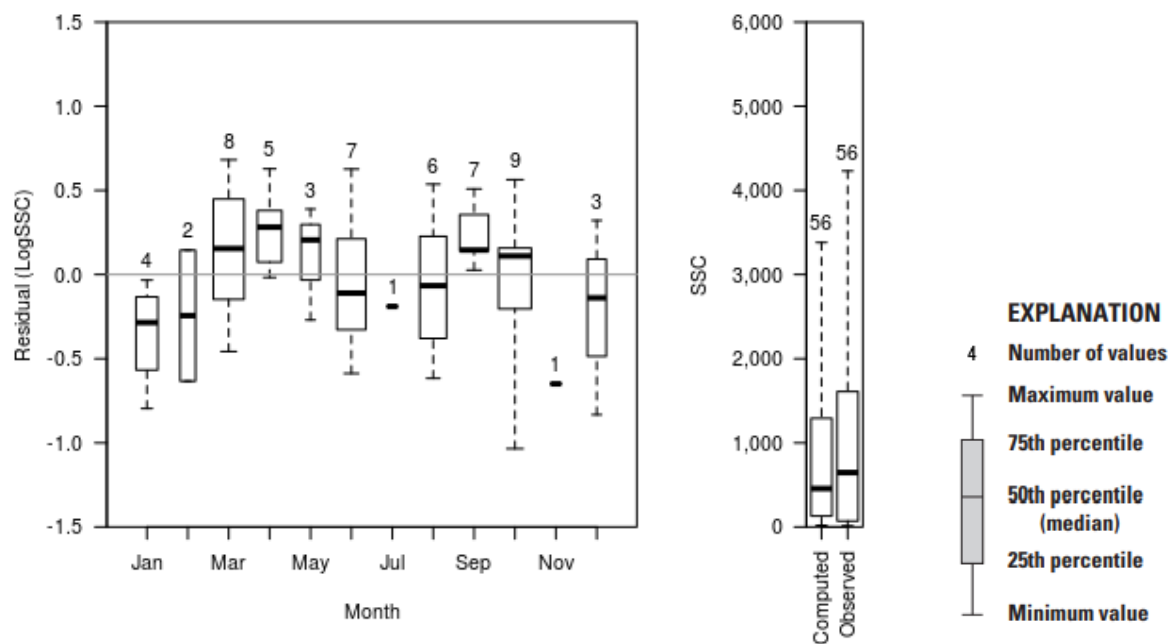 1.5
1.0
0.5
0.0
-0.5
-1.0
-1.5
Residual (LogSSC)
4
2
8
5
3
7
1
6
7
9
1
3
Jan
Mar
May
Jul
Sep
Nov
Month
6,000
5,000
4,000
3,000
2,000
1,000
0
SSC
56
56
Computed
Observed
EXPLANATION
4 Number of values
Maximum value
75th percentile
50th percentile
(median)
25th percentile
Minimum value